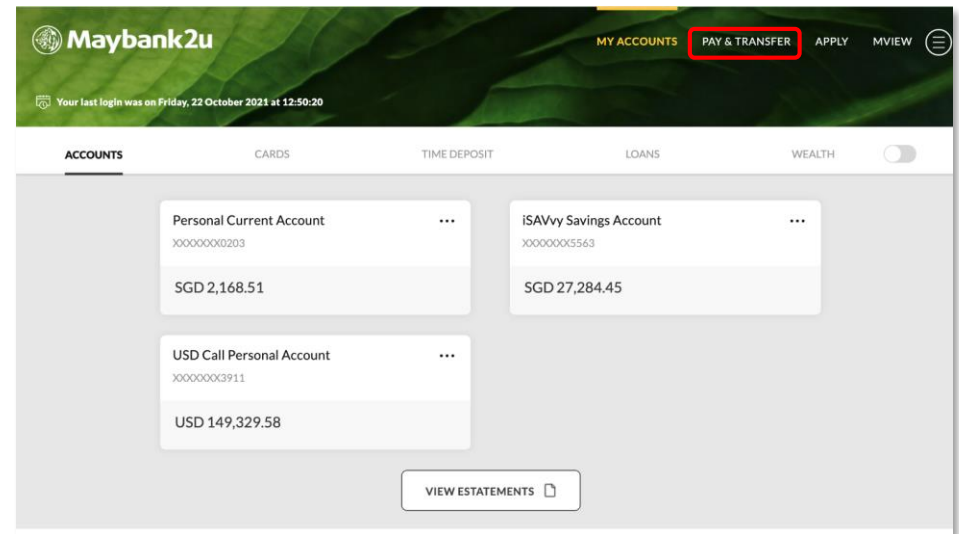 Maybank2u
MY ACCOUNTS PAY & TRANSFER APPLY MVIEW
Your last login was on Friday, 22 October 2021 at 12:50:20
ACCOUNTS CARDS TIME DEPOSIT LOANS WEALTH
Personal Current Account ••• iSAVvy Savings Account •••
XXXXXXX0203 XXXXXXX5563
SGD 2,168.51 SGD 27,284.45
USD Call Personal Account •••
XXXXXXX3911
USD 149,329.58
VIEW ESTATEMENTS